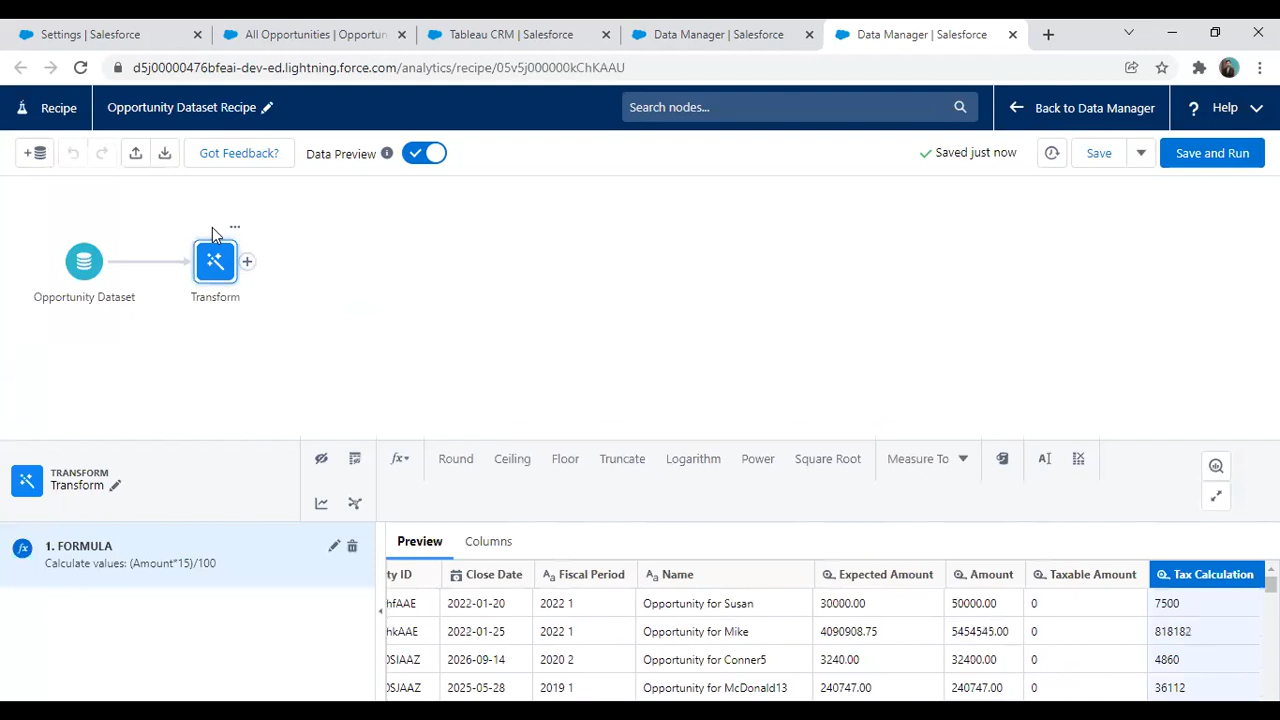 Settings | Salesforce
All Opportunities | Opportun
Tableau CRM | Salesforce
Data Manager | Salesforce
Data Manager | Salesforce
d5j00000476bfeai-dev-ed.lightning.force.com/analytics/recipe/05v5j000000kChKAAU
Recipe
Opportunity Dataset Recipe
Search nodes...
Back to Data Manager
Help
Got Feedback?
Data Preview
Saved just now
Save
Save and Run
Opportunity Dataset
Transform
TRANSFORM
Transform
fx
Round
Ceiling
Floor
Truncate
Logarithm
Power
Square Root
Measure To
1. FORMULA
Calculate values: (Amount*15)/100
Preview
Columns
ty ID Close Date Fiscal Period Name Expected Amount Amount Taxable Amount Tax Calculation
hfAAE 2022-01-20 2022 1 Opportunity for Susan 30000.00 50000.00 0 7500
hkAAE 2022-01-25 2022 1 Opportunity for Mike 4090908.75 5454545.00 0 818182
0SIAAZ 2026-09-14 2020 2 Opportunity for Conner5 3240.00 32400.00 0 4860
0SJAAZ 2025-05-28 2019 1 Opportunity for McDonald13 240747.00 240747.00 0 36112